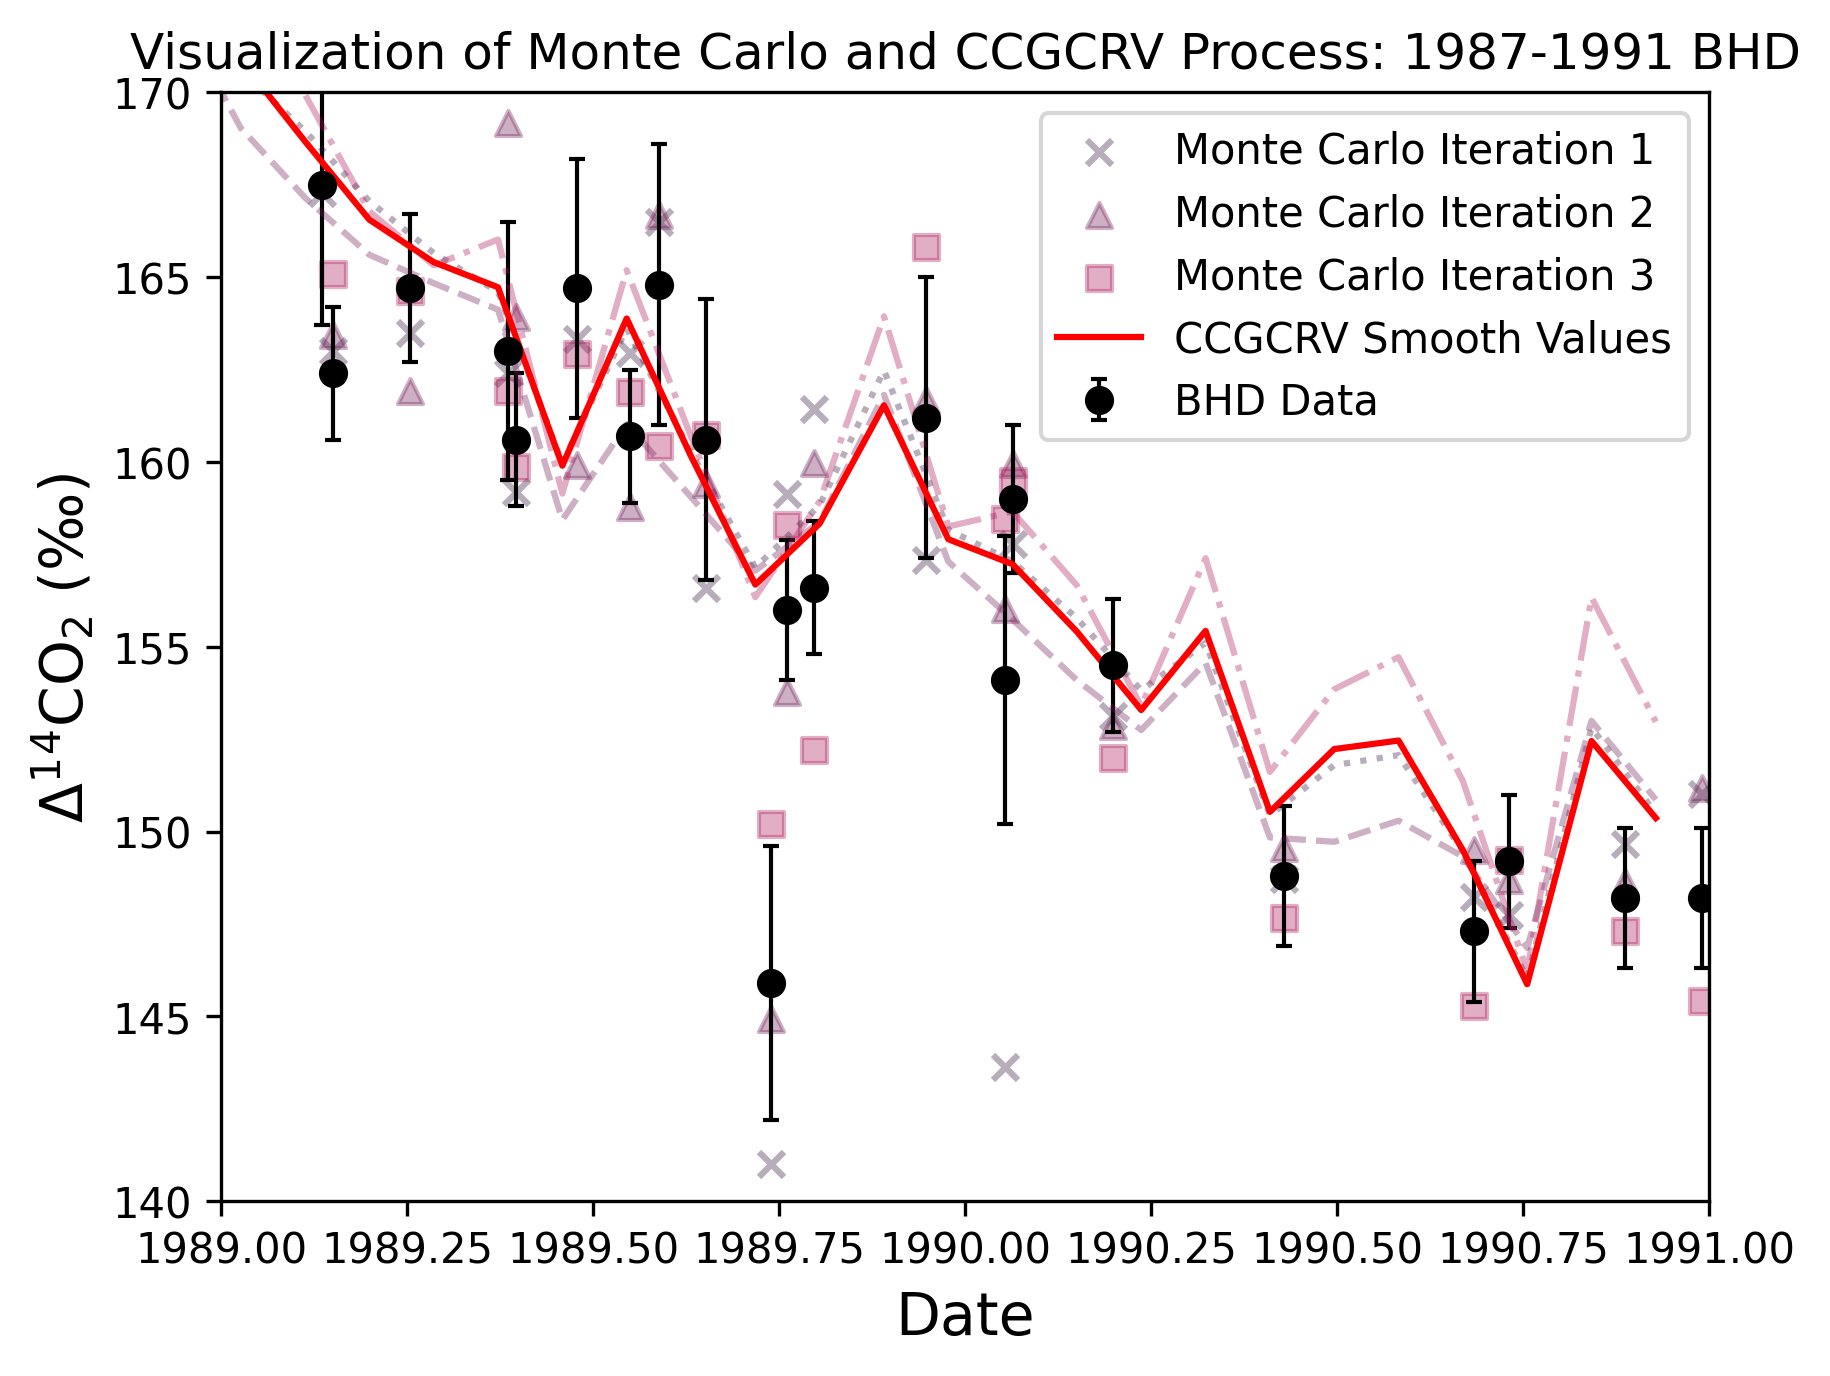 Visualization of Monte Carlo and CCGCRV Process: 1987-1991 BHD
170
165
160
155
150
145
140
Δ¹⁴CO₂ (‰)
Monte Carlo Iteration 1
Monte Carlo Iteration 2
Monte Carlo Iteration 3
CCGCRV Smooth Values
BHD Data
1989.00 1989.25 1989.50 1989.75 1990.00 1990.25 1990.50 1990.75 1991.00
Date